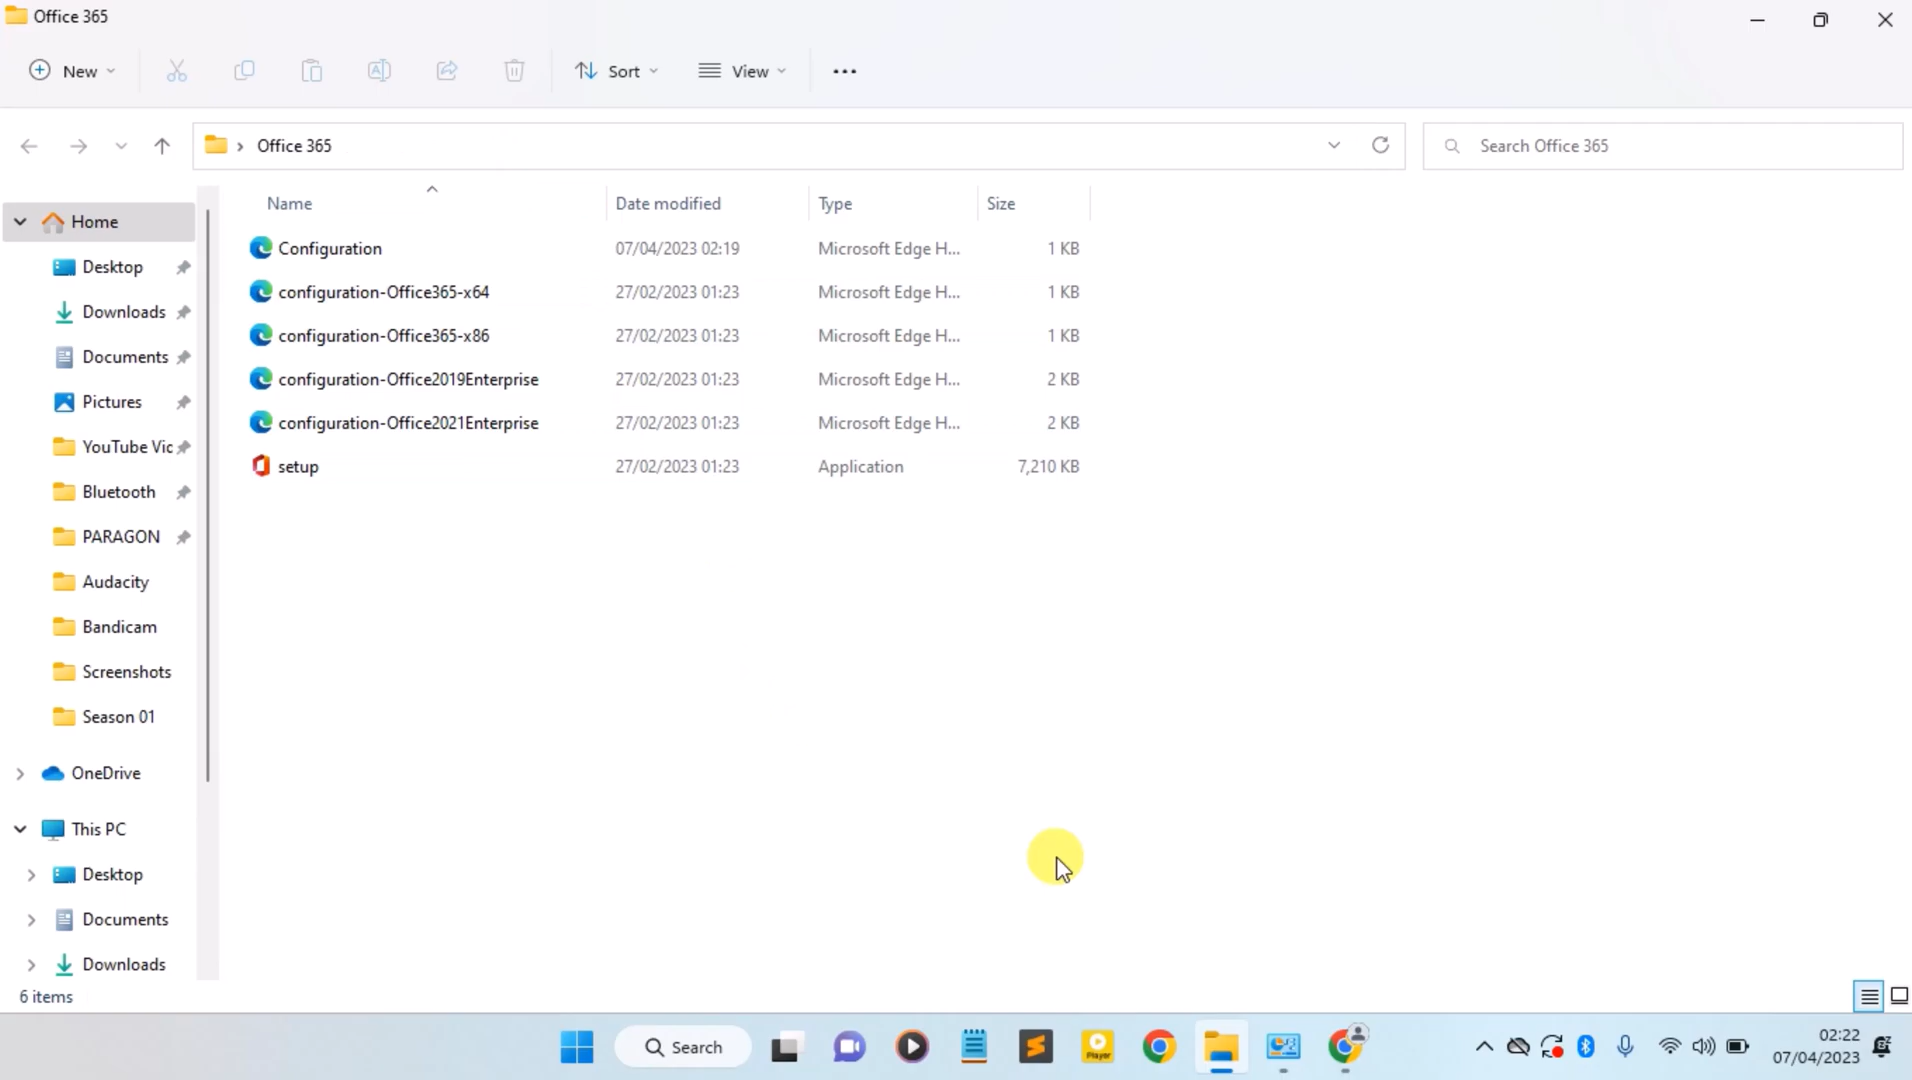 Office 365
New
Sort
View
Office 365
Search Office 365
Name Date modified Type Size
Home
Desktop
Downloads
Documents
Pictures
YouTube Vic
Bluetooth
PARAGON
Audacity
Bandicam
Screenshots
Season 01
OneDrive
This PC
Desktop
Documents
Downloads
Configuration 07/04/2023 02:19 Microsoft Edge H... 1 KB
configuration-Office365-x64 27/02/2023 01:23 Microsoft Edge H... 1 KB
configuration-Office365-x86 27/02/2023 01:23 Microsoft Edge H... 1 KB
configuration-Office2019Enterprise 27/02/2023 01:23 Microsoft Edge H... 2 KB
configuration-Office2021Enterprise 27/02/2023 01:23 Microsoft Edge H... 2 KB
setup 27/02/2023 01:23 Application 7,210 KB
6 items
Search
Player
02:22
07/04/2023